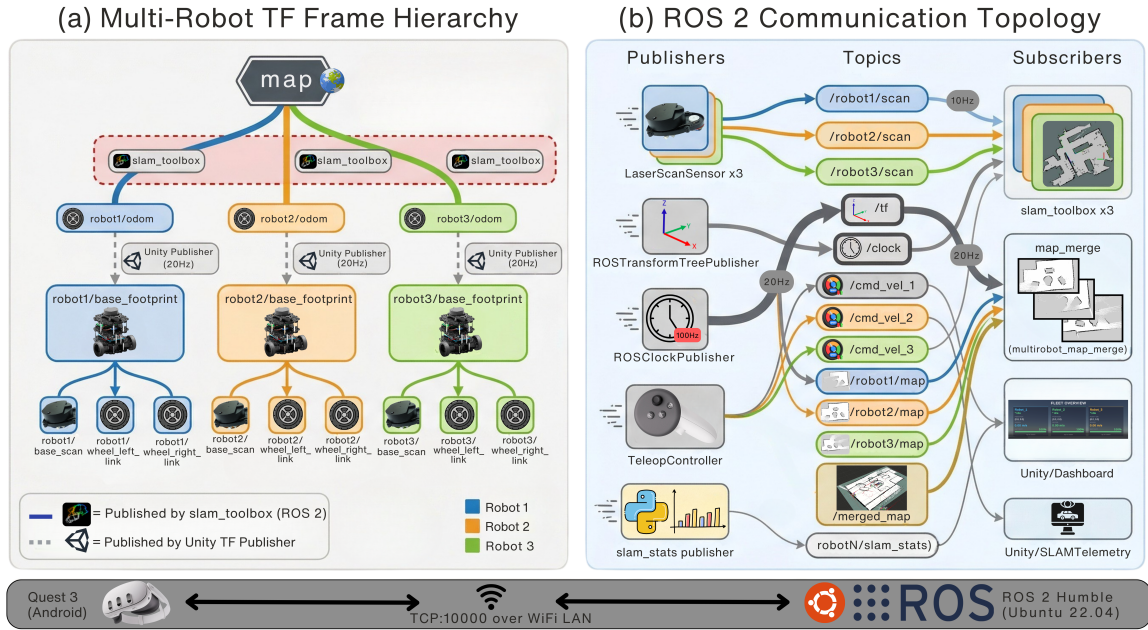 (a) Multi-Robot TF Frame Hierarchy
map
slam_toolbox
slam_toolbox
slam_toolbox
robot1/odom
robot2/odom
robot3/odom
Unity Publisher
(20Hz)
Unity Publisher
(20Hz)
Unity Publisher
(20Hz)
robot1/base_footprint
robot2/base_footprint
robot3/base_footprint
robot1/
base_scan
robot1/
wheel_left_
link
robot1/
wheel_right_
link
robot2/
base_scan
robot2/
wheel_left_
link
robot2/
wheel_right_
link
robot3/
base_scan
robot3/
wheel_left_
link
robot3/
wheel_right_
link
= Published by slam_toolbox (ROS 2)
= Published by Unity TF Publisher
Robot 1
Robot 2
Robot 3
(b) ROS 2 Communication Topology
Publishers
Topics
Subscribers
LaserScanSensor x3
ROSTransformTreePublisher
Z
Y
X
100Hz
ROSClockPublisher
TeleopController
slam_stats publisher
/robot1/scan
/robot2/scan
/robot3/scan
/tf
/clock
/cmd_vel_1
/cmd_vel_2
/cmd_vel_3
/robot1/map
/robot2/map
/robot3/map
/merged_map
robotN/slam_stats)
10Hz
20Hz
20Hz
slam_toolbox x3
map_merge
(multirobot_map_merge)
FLEET OVERVIEW
Unity/Dashboard
Unity/SLAMTelemetry
Quest 3
(Android)
TCP:10000 over WiFi LAN
ROS
ROS 2 Humble
(Ubuntu 22.04)